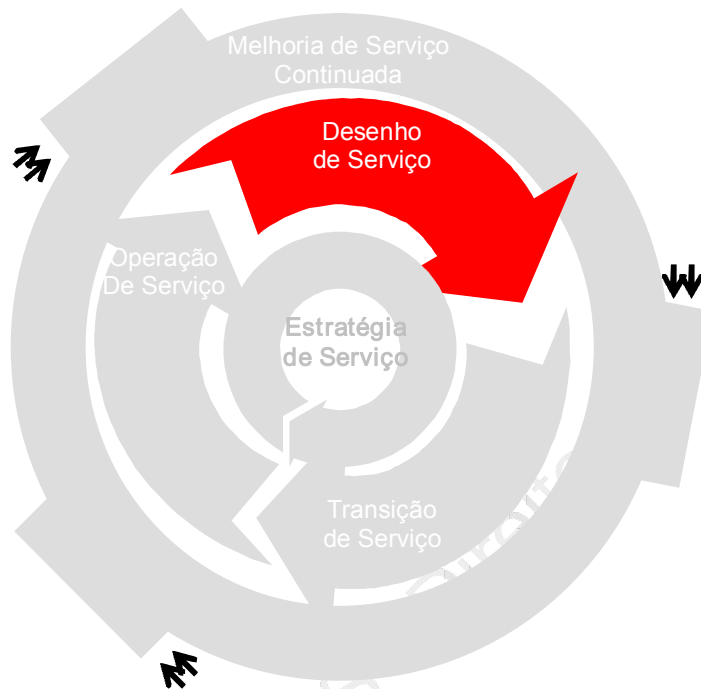 Melhoria de Serviço
Continuada
Desenho
de Serviço
Operação
De Serviço
Estratégia
de Serviço
Transição
de Serviço